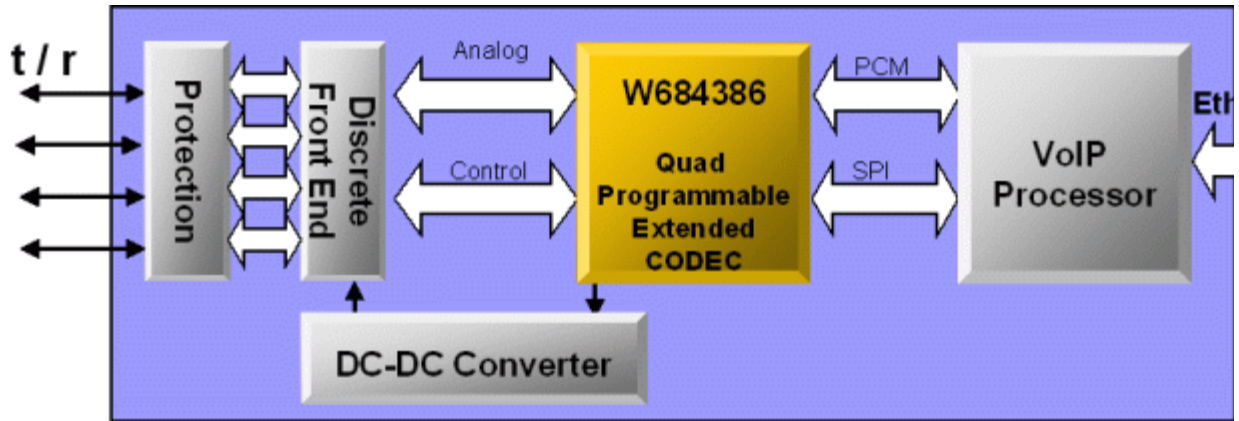 t / r
Protection
Discrete
Front End
Analog
Control
W684386
Quad
Programmable
Extended
CODEC
PCM
SPI
VoIP
Processor
Eth
DC-DC Converter